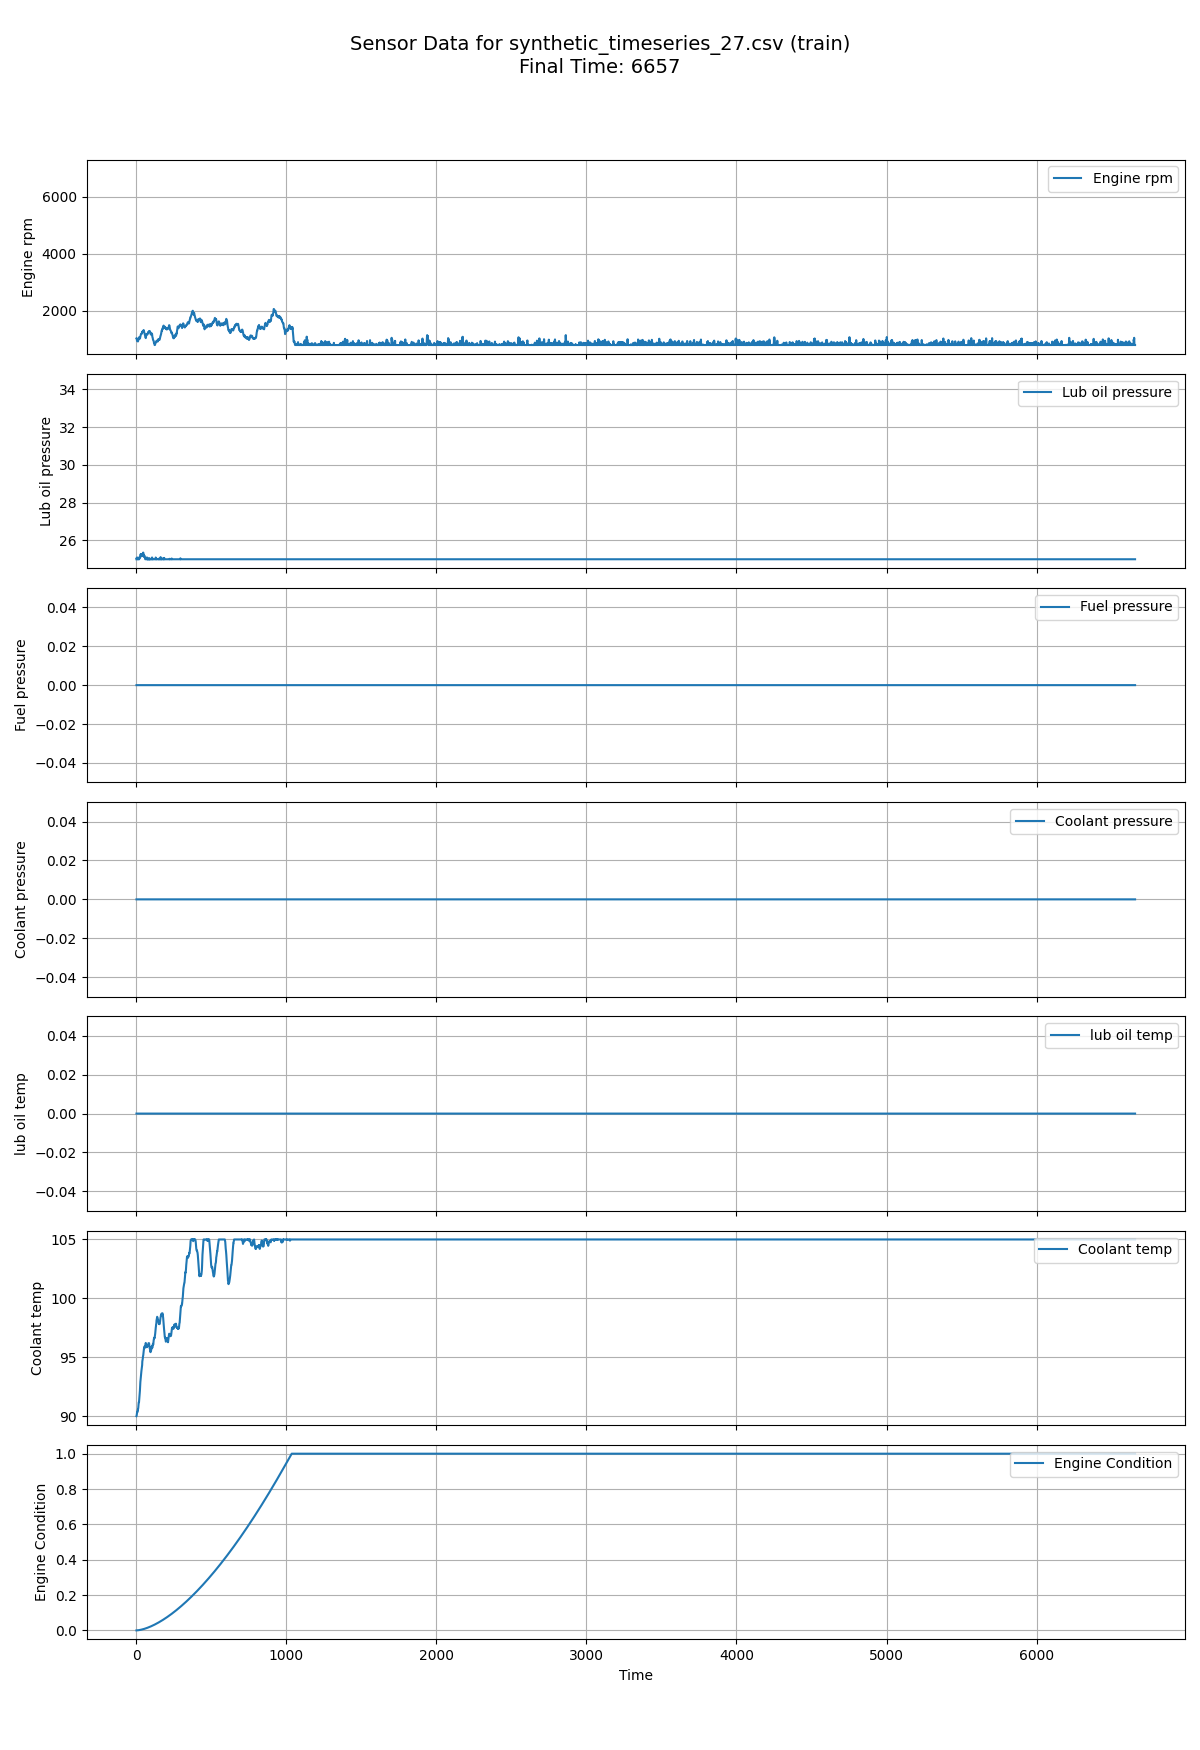 Sensor Data for synthetic_timeseries_27.csv (train)
Final Time: 6657
Engine rpm
6000
4000
2000
Engine rpm
Lub oil pressure
34
32
30
28
26
Lub oil pressure
Fuel pressure
0.04
0.02
0.00
−0.02
−0.04
Fuel pressure
Coolant pressure
0.04
0.02
0.00
−0.02
−0.04
Coolant pressure
lub oil temp
0.04
0.02
0.00
−0.02
−0.04
lub oil temp
Coolant temp
105
100
95
90
Coolant temp
Engine Condition
1.0
0.8
0.6
0.4
0.2
0.0
Engine Condition
0 1000 2000 3000 4000 5000 6000
Time